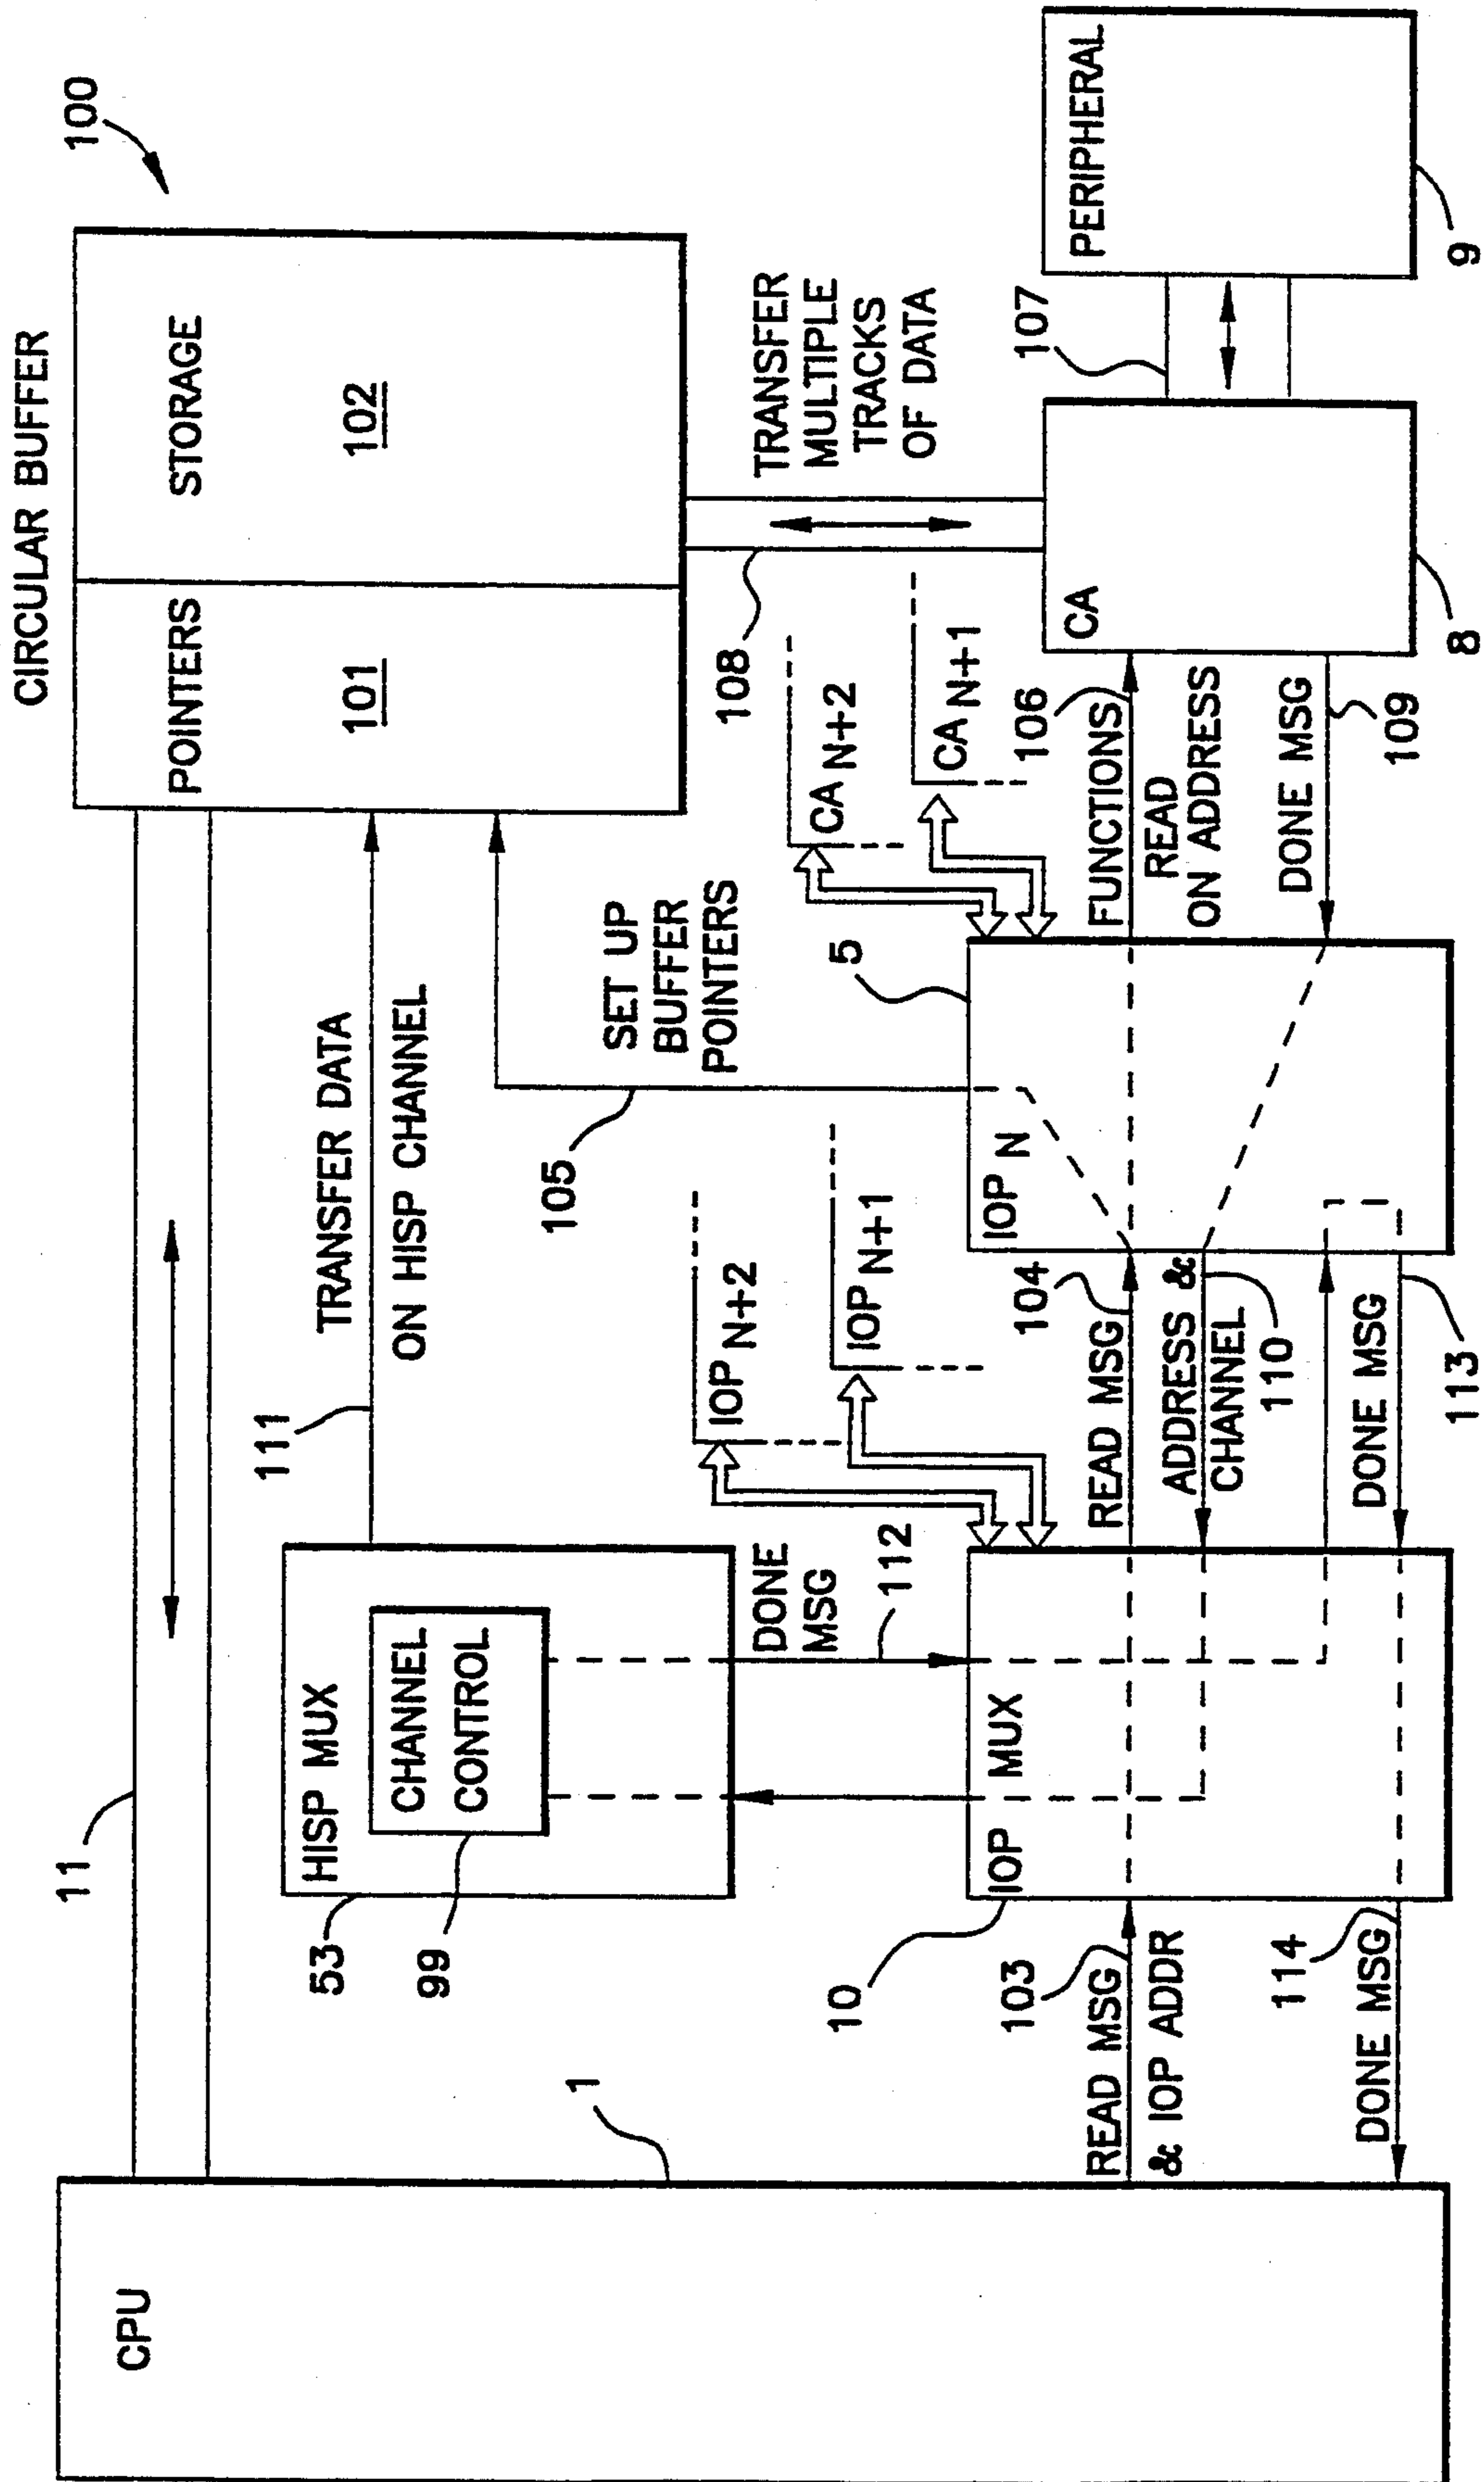 CIRCULAR BUFFER
100
POINTERS
101
STORAGE
102
11
111
TRANSFER DATA
ON HISP CHANNEL
SET UP
BUFFER
POINTERS
105
TRANSFER
MULTIPLE
TRACKS
OF DATA
108
CPU
1
53
HISP MUX
CHANNEL
CONTROL
99
DONE
MSG
112
IOP N+2
IOP N+1
CA N+2
CA N+1
107
PERIPHERAL
9
10
IOP MUX
READ MSG
& IOP ADDR
103
114
DONE MSG
READ MSG
104
ADDRESS &
CHANNEL
110
DONE MSG
113
5
IOP N
FUNCTIONS
106
READ
ON ADDRESS
DONE MSG
109
CA
8